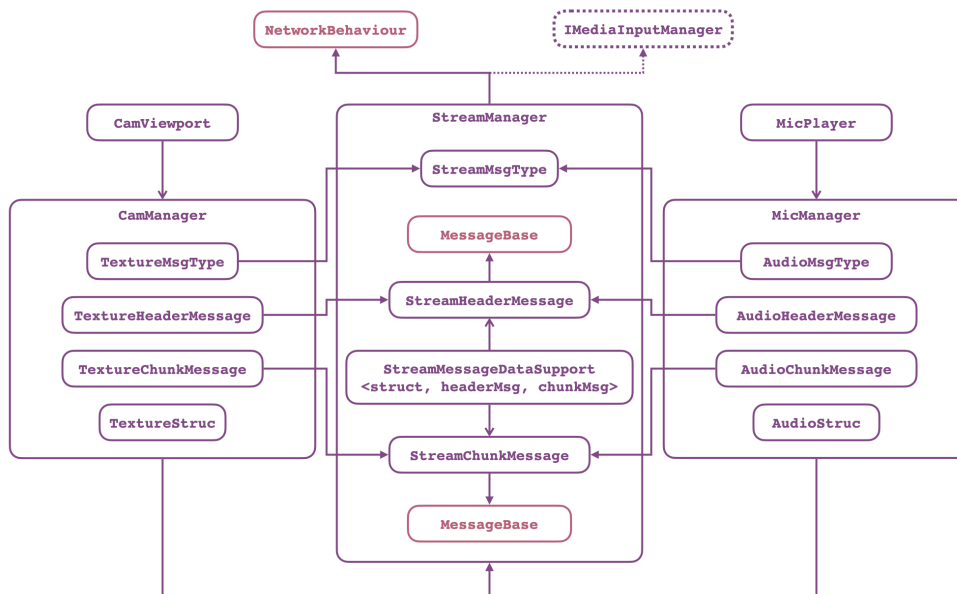 NetworkBehaviour
IMediaInputManager
CamViewport
StreamManager
MicPlayer
StreamMsgType
CamManager
MicManager
MessageBase
TextureMsgType
AudioMsgType
StreamHeaderMessage
TextureHeaderMessage
AudioHeaderMessage
StreamMessageDataSupport
<struct, headerMsg, chunkMsg>
TextureChunkMessage
AudioChunkMessage
TextureStruc
AudioStruc
StreamChunkMessage
MessageBase